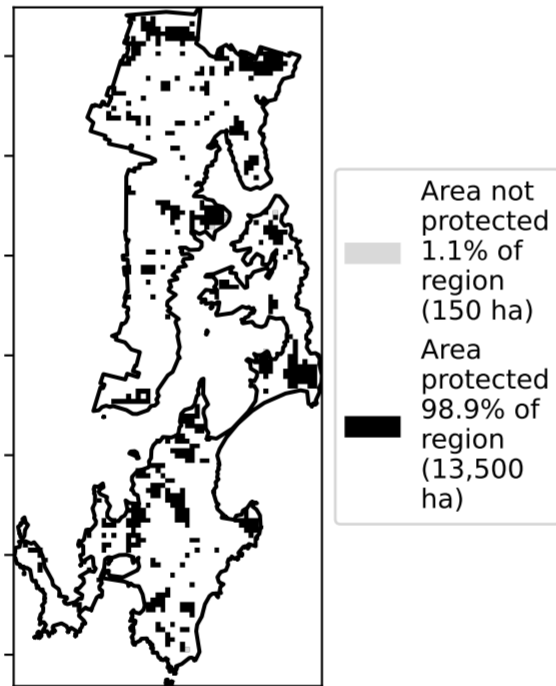 Area not
protected
1.1% of
region
(150 ha)
Area
protected
98.9% of
region
(13,500
ha)